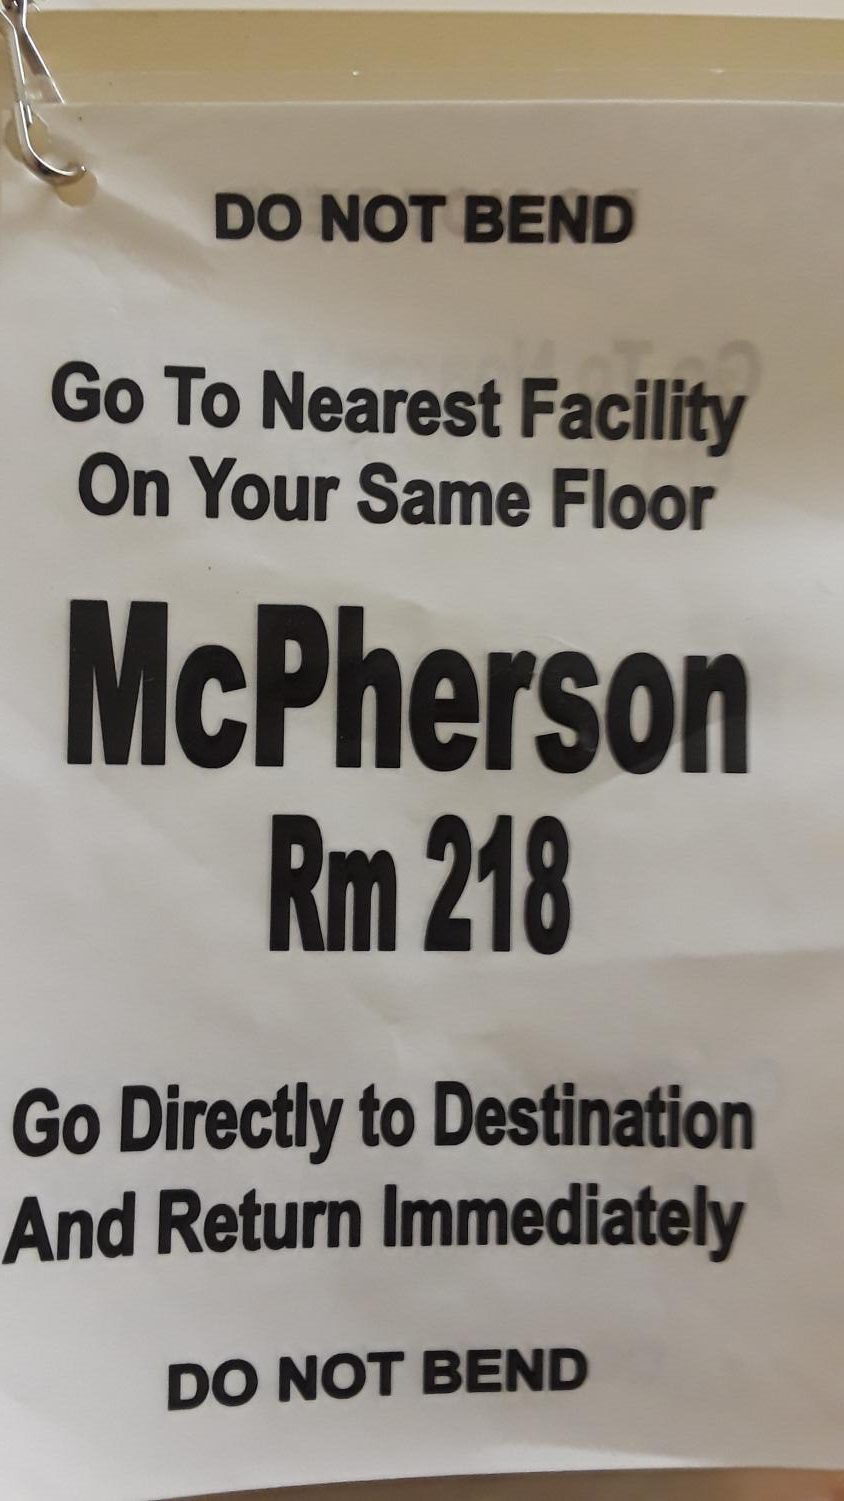 DO NOT BEND
Go To Nearest Facility
On Your Same Floor
McPherson
Rm 218
Go Directly to Destination
And Return Immediately
DO NOT BEND